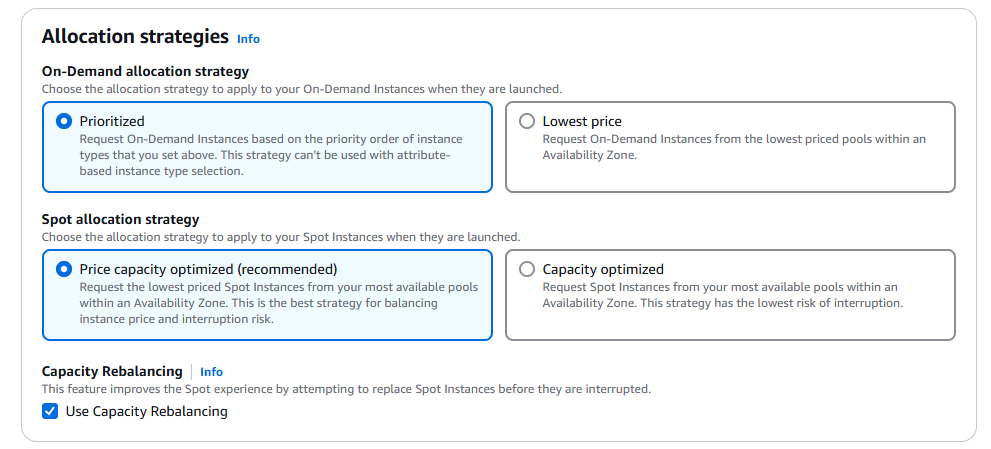 Allocation strategies Info
On-Demand allocation strategy
Choose the allocation strategy to apply to your On-Demand Instances when they are launched.
Prioritized
Request On-Demand Instances based on the priority order of instance
types that you set above. This strategy can't be used with attribute-
based instance type selection.
Lowest price
Request On-Demand Instances from the lowest priced pools within an
Availability Zone.
Spot allocation strategy
Choose the allocation strategy to apply to your Spot Instances when they are launched.
Price capacity optimized (recommended)
Request the lowest priced Spot Instances from your most available pools
within an Availability Zone. This is the best strategy for balancing
instance price and interruption risk.
Capacity optimized
Request Spot Instances from your most available pools within an
Availability Zone. This strategy has the lowest risk of interruption.
Capacity Rebalancing Info
This feature improves the Spot experience by attempting to replace Spot Instances before they are interrupted.
Use Capacity Rebalancing